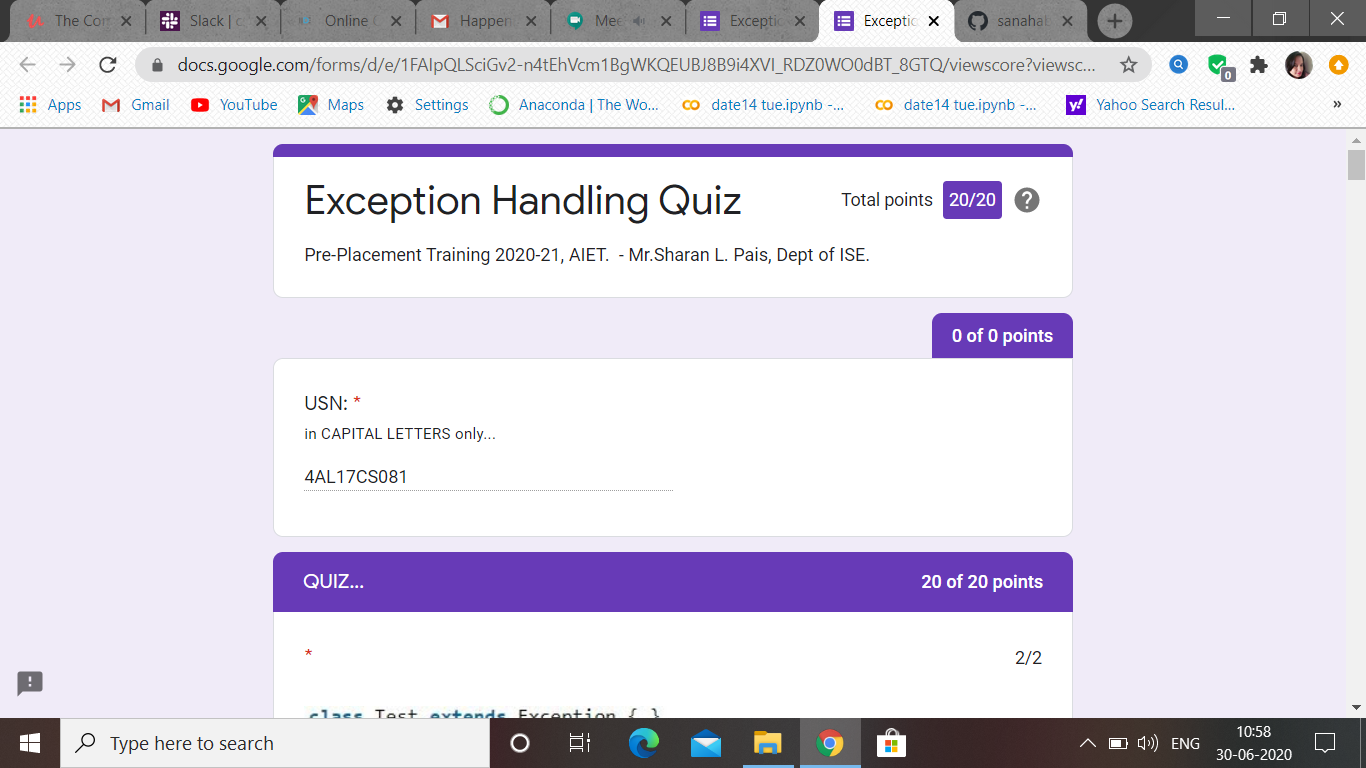 The Com
Slack | c
Online C
Happen
Mee
Exceptio
Exceptio
sanahab
docs.google.com/forms/d/e/1FAIpQLSciGv2-n4tEhVcm1BgWKQEUBJ8B9i4XVI_RDZ0WO0dBT_8GTQ/viewscore?viewsc...
0
Apps
Gmail
YouTube
Maps
Settings
Anaconda | The Wo...
date14 tue.ipynb -...
date14 tue.ipynb -...
Yahoo Search Resul...
»
Exception Handling Quiz
Total points 20/20
Pre-Placement Training 2020-21, AIET.  - Mr.Sharan L. Pais, Dept of ISE.
0 of 0 points
USN: *
in CAPITAL LETTERS only...
4AL17CS081
QUIZ...
20 of 20 points
*
2/2
class Test extends Exception { }
Type here to search
ENG
10:58
30-06-2020